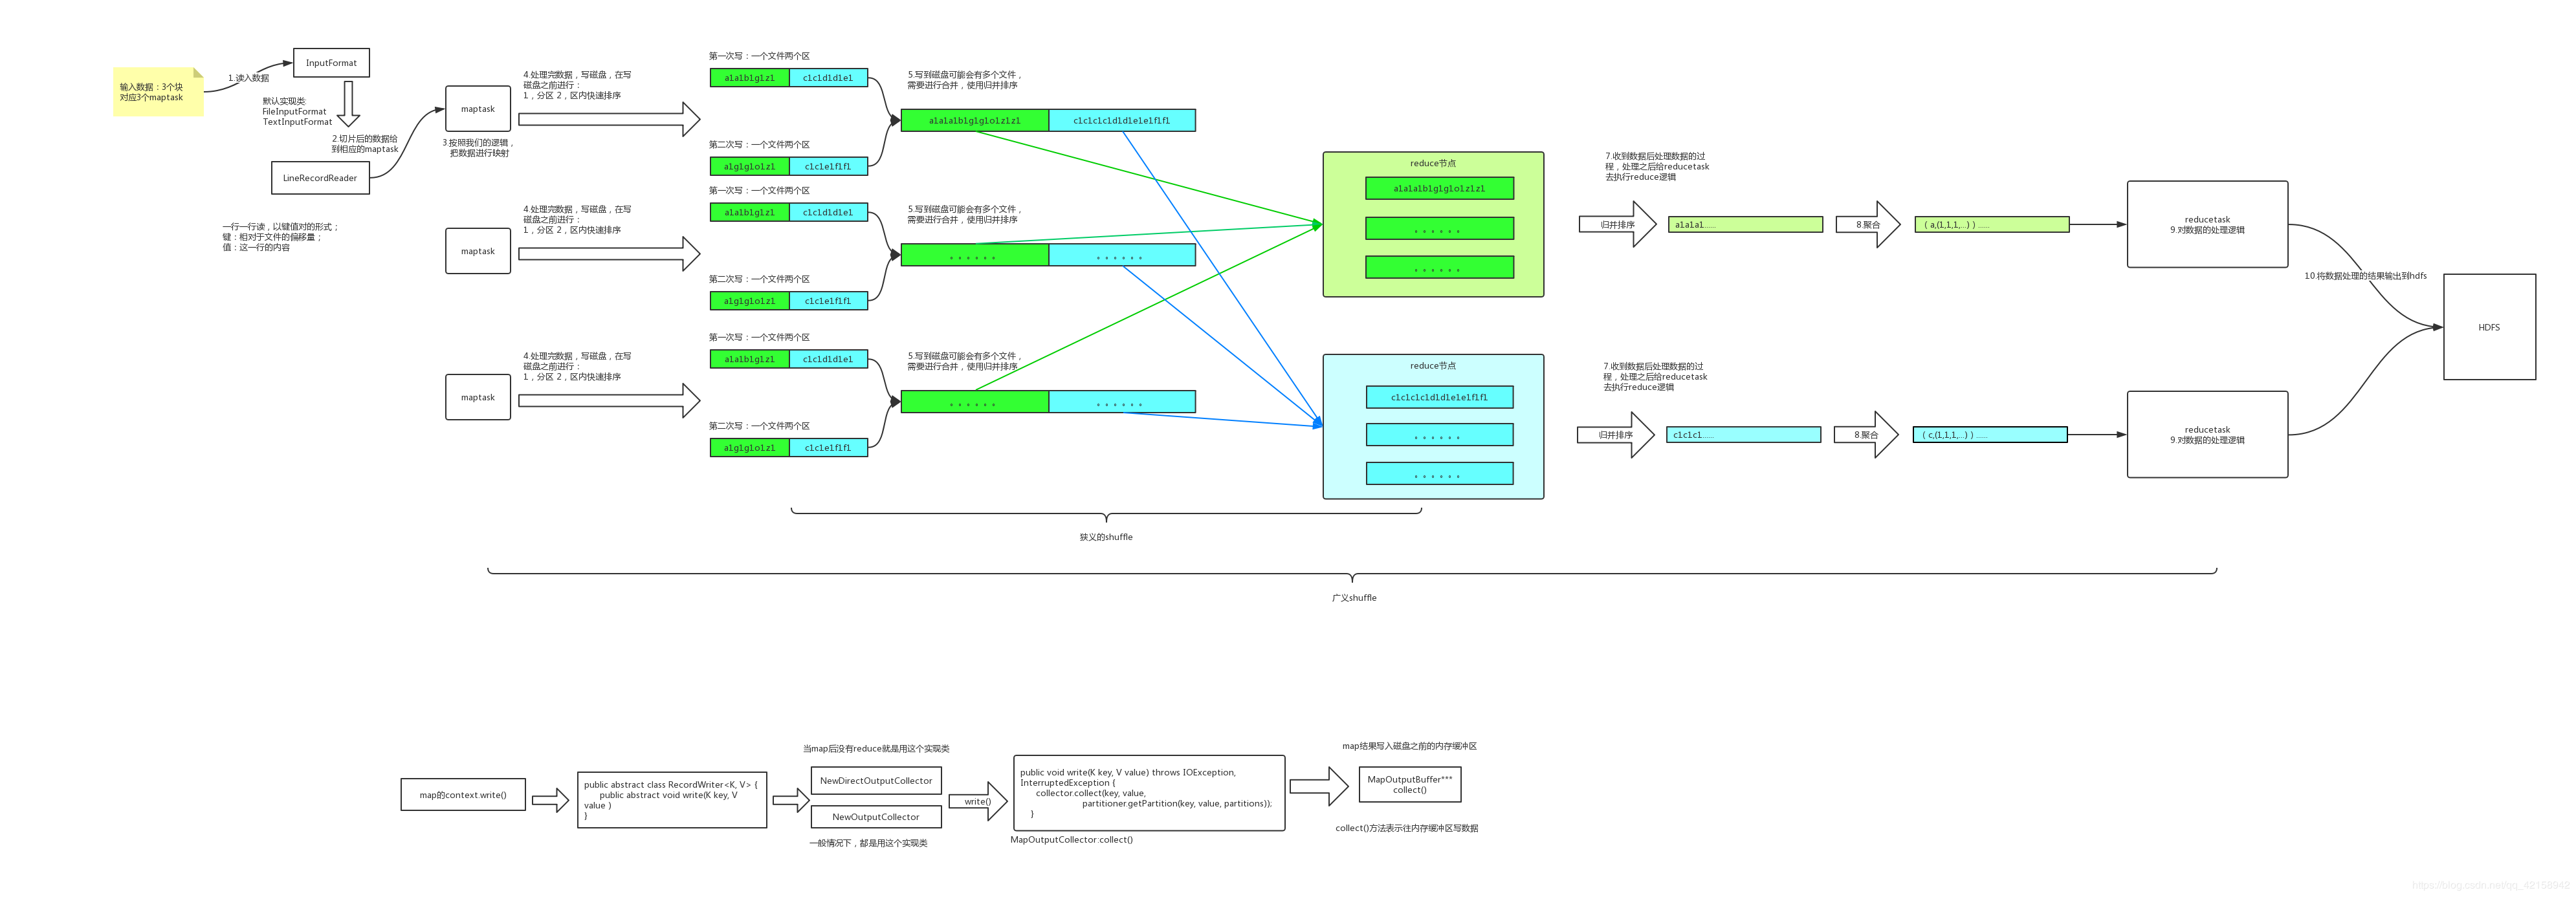 输入数据：3个块
对应3个maptask
1.读入数据
InputFormat
默认实现类:
FileInputFormat
TextInputFormat
2.切片后的数据给
到相应的maptask
LineRecordReader
一行一行读，以键值对的形式；
键：相对于文件的偏移量；
值：这一行的内容
maptask
3.按照我们的逻辑，
把数据进行映射
4.处理完数据，写磁盘，在写
磁盘之前进行：
1，分区 2，区内快速排序
第一次写：一个文件两个区
a1a1b1g1z1
c1c1d1d1e1
第二次写：一个文件两个区
a1g1g1o1z1
c1c1e1f1f1
5.写到磁盘可能会有多个文件，
需要进行合并，使用归并排序
a1a1a1b1g1g1g1o1z1z1
c1c1c1c1d1d1e1e1f1f1
maptask
4.处理完数据，写磁盘，在写
磁盘之前进行：
1，分区 2，区内快速排序
第一次写：一个文件两个区
a1a1b1g1z1
c1c1d1d1e1
第二次写：一个文件两个区
a1g1g1o1z1
c1c1e1f1f1
5.写到磁盘可能会有多个文件，
需要进行合并，使用归并排序
。。。。。。
。。。。。。
maptask
4.处理完数据，写磁盘，在写
磁盘之前进行：
1，分区 2，区内快速排序
第一次写：一个文件两个区
a1a1b1g1z1
c1c1d1d1e1
第二次写：一个文件两个区
a1g1g1o1z1
c1c1e1f1f1
5.写到磁盘可能会有多个文件，
需要进行合并，使用归并排序
。。。。。。
。。。。。。
reduce节点
a1a1a1b1g1g1g1o1z1z1
。。。。。。
。。。。。。
7.收到数据后处理数据的过
程，处理之后给reducetask
去执行reduce逻辑
归并排序
a1a1a1......
8.聚合
（a,(1,1,1,...)）......
reducetask
9.对数据的处理逻辑
reduce节点
c1c1c1c1d1d1e1e1f1f1
。。。。。。
。。。。。。
7.收到数据后处理数据的过
程，处理之后给reducetask
去执行reduce逻辑
归并排序
c1c1c1......
8.聚合
（c,(1,1,1,...)）......
reducetask
9.对数据的处理逻辑
10.将数据处理的结果输出到hdfs
HDFS
狭义的shuffle
广义shuffle
map的context.write()
public abstract class RecordWriter<K, V> {
public abstract void write(K key, V
value )
}
当map后没有reduce就是用这个实现类
NewDirectOutputCollector
NewOutputCollector
一般情况下，都是用这个实现类
write()
public void write(K key, V value) throws IOException,
InterruptedException {
collector.collect(key, value,
partitioner.getPartition(key, value, partitions));
}
MapOutputCollector:collect()
map结果写入磁盘之前的内存缓冲区
MapOutputBuffer***
collect()
collect()方法表示往内存缓冲区写数据
https://blog.csdn.net/qq_42158942